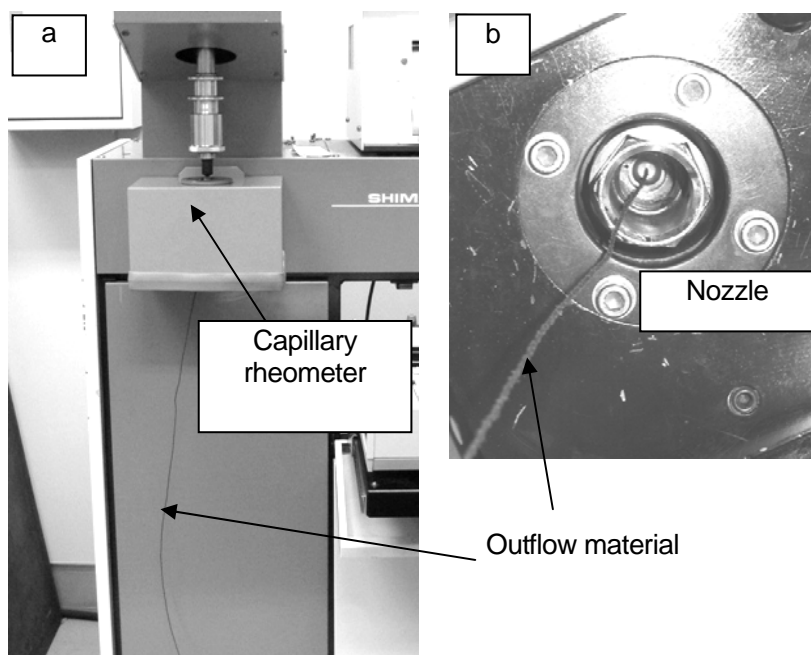 a
b
SHIM
Nozzle
Capillary
rheometer
Outflow material